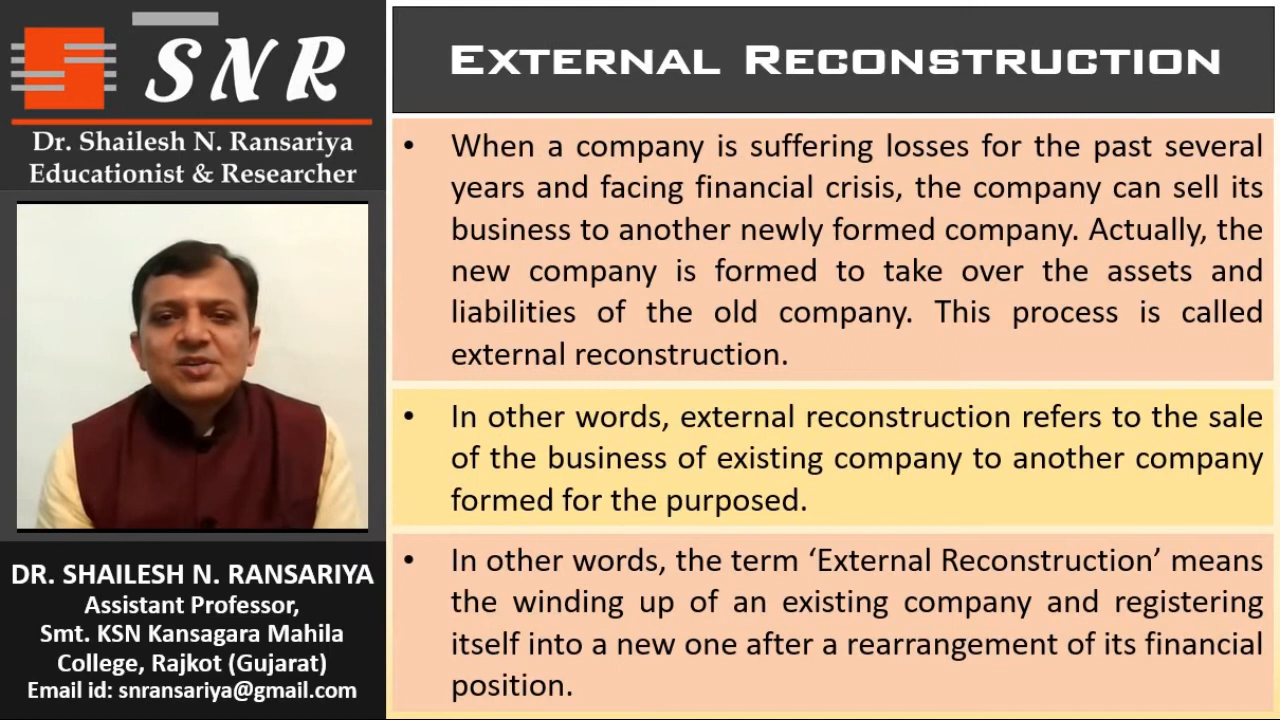 SNR
Dr. Shailesh N. Ransariya
Educationist & Researcher
DR. SHAILESH N. RANSARIYA
Assistant Professor,
Smt. KSN Kansagara Mahila
College, Rajkot (Gujarat)
Email id: snransariya@gmail.com
EXTERNAL RECONSTRUCTION
• When a company is suffering losses for the past several
years and facing financial crisis, the company can sell its
business to another newly formed company. Actually, the
new company is formed to take over the assets and
liabilities of the old company. This process is called
external reconstruction.
• In other words, external reconstruction refers to the sale
of the business of existing company to another company
formed for the purposed.
• In other words, the term ‘External Reconstruction’ means
the winding up of an existing company and registering
itself into a new one after a rearrangement of its financial
position.